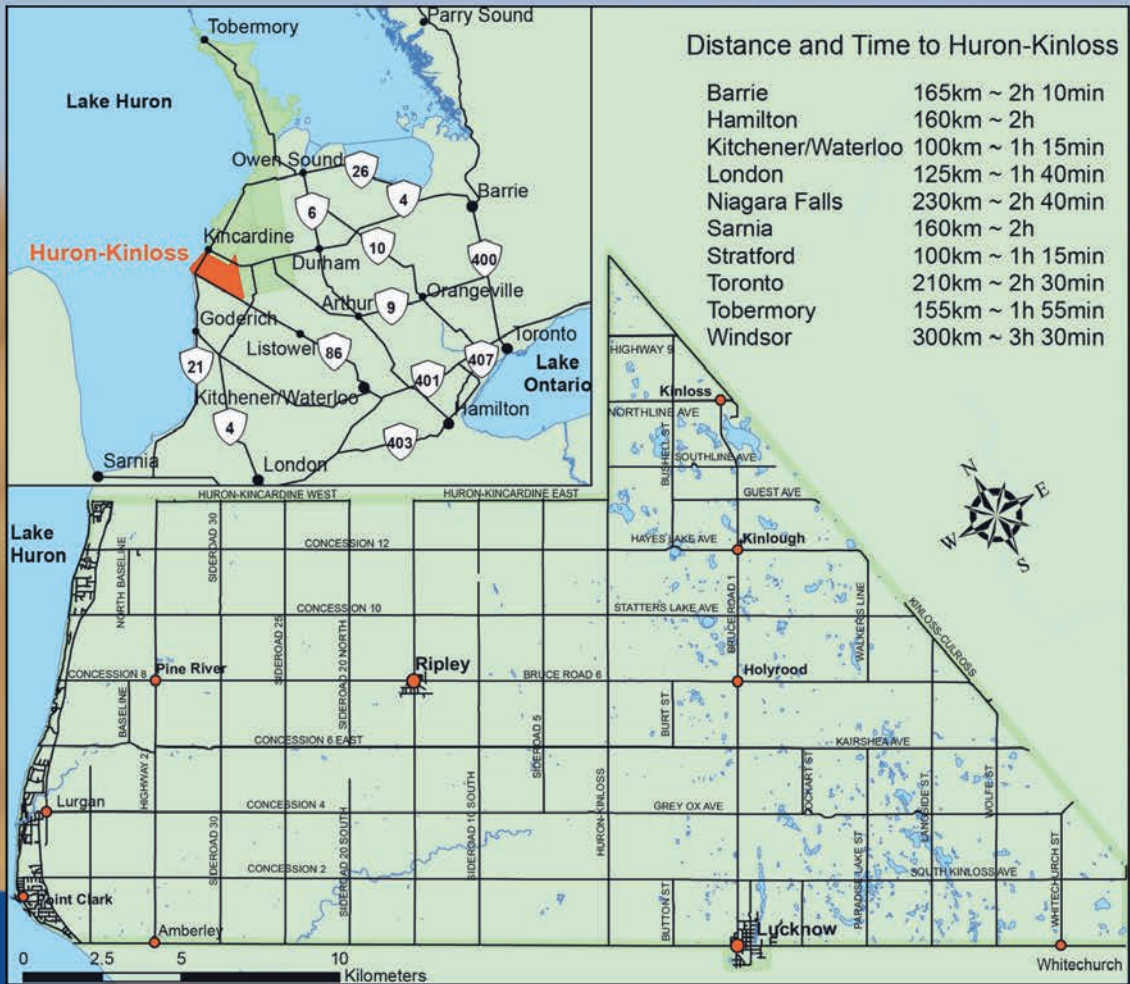 Parry Sound
Tobermory
Lake Huron
Owen Sound
26
4
Barrie
6
Kincardine
10
Huron-Kinloss
Durham
400
Arthur
9
Orangeville
Goderich
Listowel
86
Toronto
21
407
Lake
Ontario
401
Kitchener/Waterloo
Hamilton
4
403
Sarnia
London
Distance and Time to Huron-Kinloss
Barrie 165km ~ 2h 10min
Hamilton 160km ~ 2h
Kitchener/Waterloo 100km ~ 1h 15min
London 125km ~ 1h 40min
Niagara Falls 230km ~ 2h 40min
Sarnia 160km ~ 2h
Stratford 100km ~ 1h 15min
Toronto 210km ~ 2h 30min
Tobermory 155km ~ 1h 55min
Windsor 300km ~ 3h 30min
HIGHWAY 9
Kinloss
NORTHLINE AVE
BUSHELL ST
SOUTHLINE AVE
N
E
W
S
HURON-KINCARDINE WEST
HURON-KINCARDINE EAST
GUEST AVE
Lake
Huron
NORTH BASELINE
SIDEROAD 30
CONCESSION 12
HAYES LAKE AVE
Kinlough
CONCESSION 10
STATTERS LAKE AVE
BRUCE ROAD 1
WALKERS LINE
KINLOSS-CULROSS
SIDEROAD 25
SIDEROAD 20 NORTH
CONCESSION 8
Pine River
Ripley
BRUCE ROAD 6
Holyrood
BASELINE
HIGHWAY 21
CONCESSION 6 EAST
SIDEROAD 5
BURT ST
KAIRSHEA AVE
Lurgan
CONCESSION 4
SIDEROAD 10 SOUTH
HURON-KINLOSS
GREY OX AVE
LOCKART ST
LANGSIDE ST
WOLFE ST
SIDEROAD 30
SIDEROAD 20 SOUTH
CONCESSION 2
SOUTH KINLOSS AVE
Point Clark
BUTTON ST
PARADISE LAKE ST
WHITECHURCH ST
Amberley
Lucknow
Whitechurch
0 2.5 5 10
Kilometers